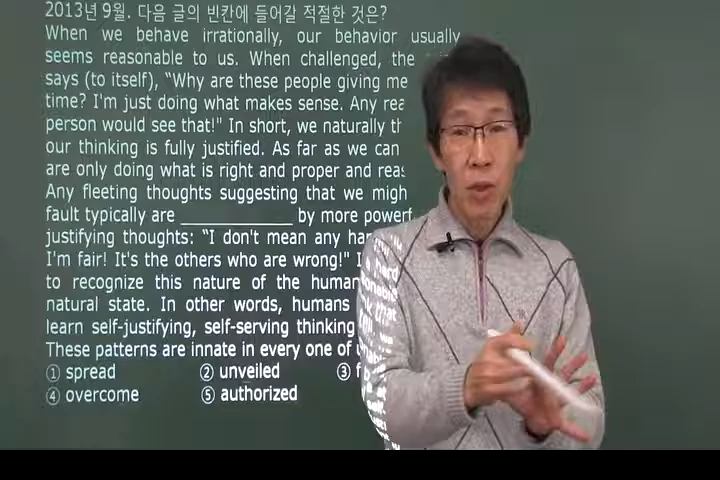 2013년 9월. 다음 글의 빈칸에 들어갈 적절한 것은?
When we behave irrationally, our behavior usually
seems reasonable to us. When challenged, the
says (to itself), "Why are these people giving me
time? I'm just doing what makes sense. Any
person would see that!" In short, we naturally
our thinking is fully justified. As far as we can
are only doing what is right and proper and
Any fleeting thoughts suggesting that we
fault typically are ____________ by more
justifying thoughts: "I don't mean any
I'm fair! It's the others who are wrong!"
to recognize this nature of the human
natural state. In other words, humans
learn self-justifying, self-serving thinking
These patterns are innate in every one of
① spread ② unveiled ③
④ overcome ⑤ authorized